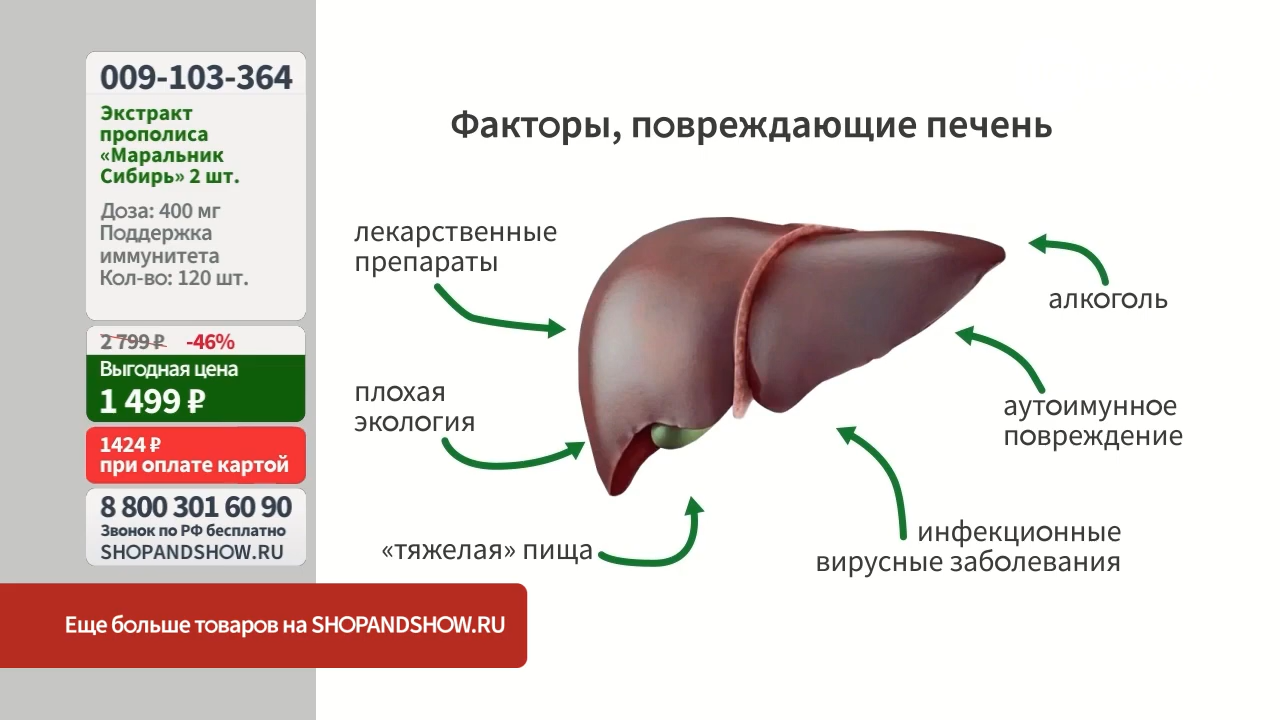 009-103-364
Экстракт
прополиса
«Маральник
Сибирь» 2 шт.
Доза: 400 мг
Поддержка
иммунитета
Кол-во: 120 шт.
2 799 ₽ -46%
Выгодная цена
1 499 ₽
1424 ₽
при оплате картой
8 800 301 60 90
Звонок по РФ бесплатно
SHOPANDSHOW.RU
Еще больше товаров на SHOPANDSHOW.RU
Факторы, повреждающие печень
лекарственные
препараты
плохая
экология
«тяжелая» пища
алкоголь
аутоимунное
повреждение
инфекционные
вирусные заболевания